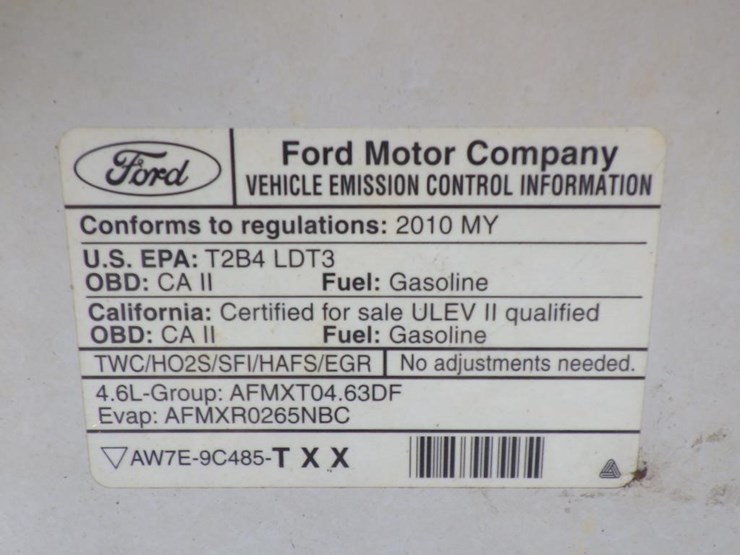 Ford
Ford Motor Company
VEHICLE EMISSION CONTROL INFORMATION
Conforms to regulations: 2010 MY
U.S. EPA: T2B4 LDT3
OBD: CA II Fuel: Gasoline
California: Certified for sale ULEV II qualified
OBD: CA II Fuel: Gasoline
TWC/HO2S/SFI/HAFS/EGR No adjustments needed.
4.6L-Group: AFMXT04.63DF
Evap: AFMXR0265NBC
AW7E-9C485-T X X